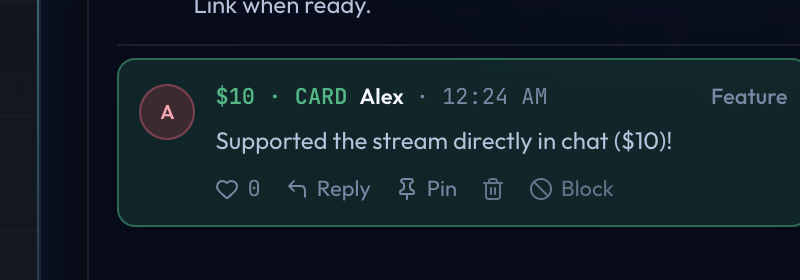 Link when ready.
A
$10 · CARD Alex · 12:24 AM Feature
Supported the stream directly in chat ($10)!
0 Reply Pin Block